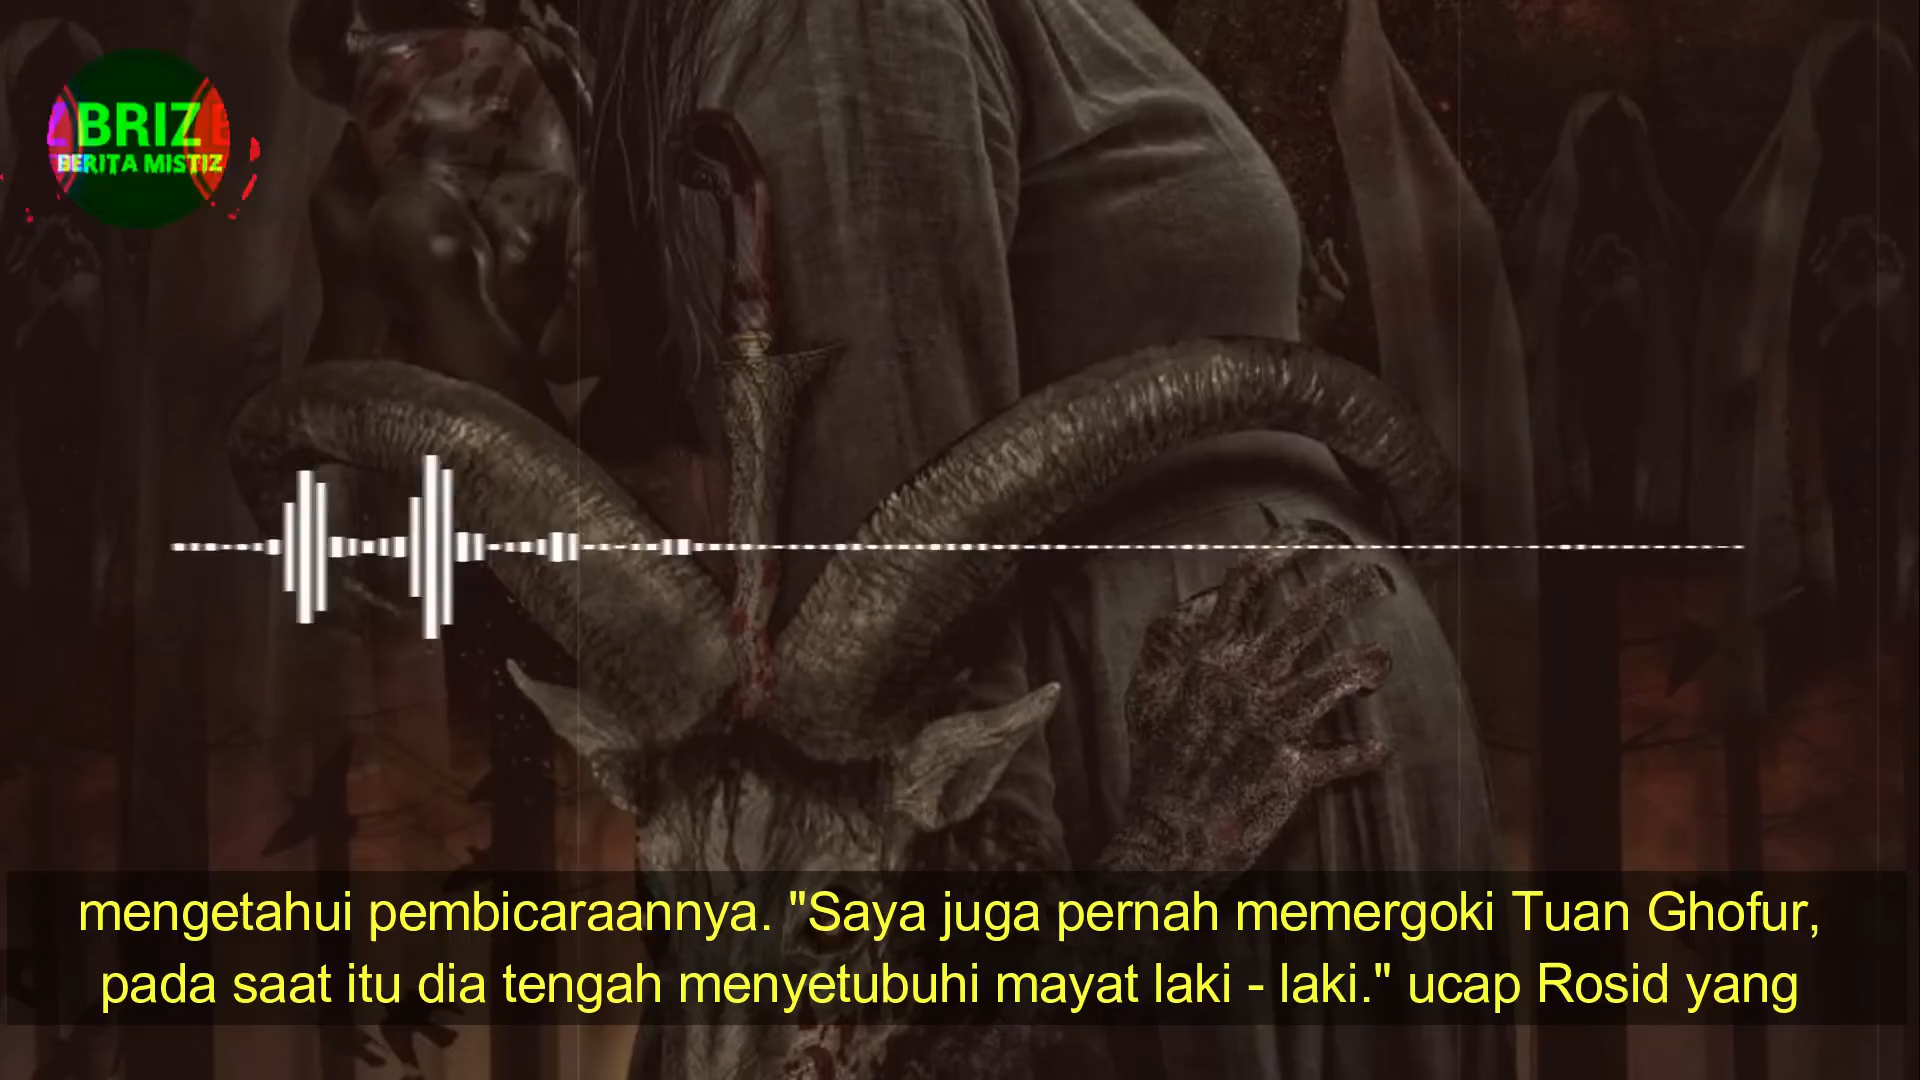 BRIZ
BERITA MISTIZ
mengetahui pembicaraannya. "Saya juga pernah memergoki Tuan Ghofur,
pada saat itu dia tengah menyetubuhi mayat laki - laki." ucap Rosid yang